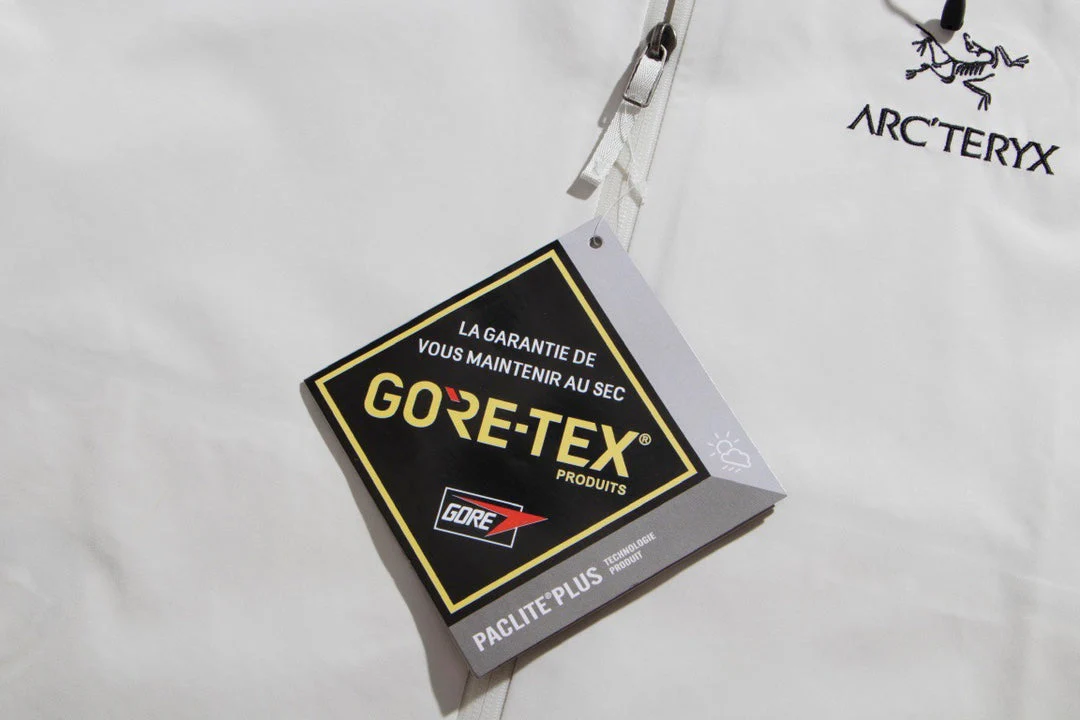 ARC'TERYX
LA GARANTIE DE
VOUS MAINTENIR AU SEC
GORE-TEX®
PRODUITS
GORE
PACLITE® PLUS
TECHNOLOGIE
PRODUIT